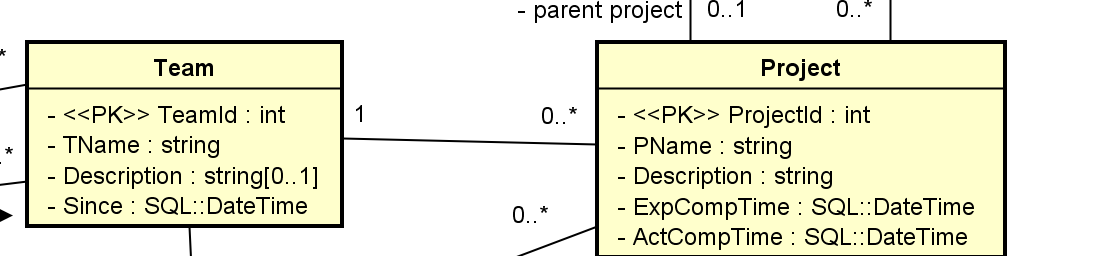 - parent project 0..1 0..*
*
Team
- <<PK>> TeamId : int
- TName : string
- Description : string[0..1]
- Since : SQL::DateTime
.*
1 0..*
Project
- <<PK>> ProjectId : int
- PName : string
- Description : string
- ExpCompTime : SQL::DateTime
- ActCompTime : SQL::DateTime
0..*